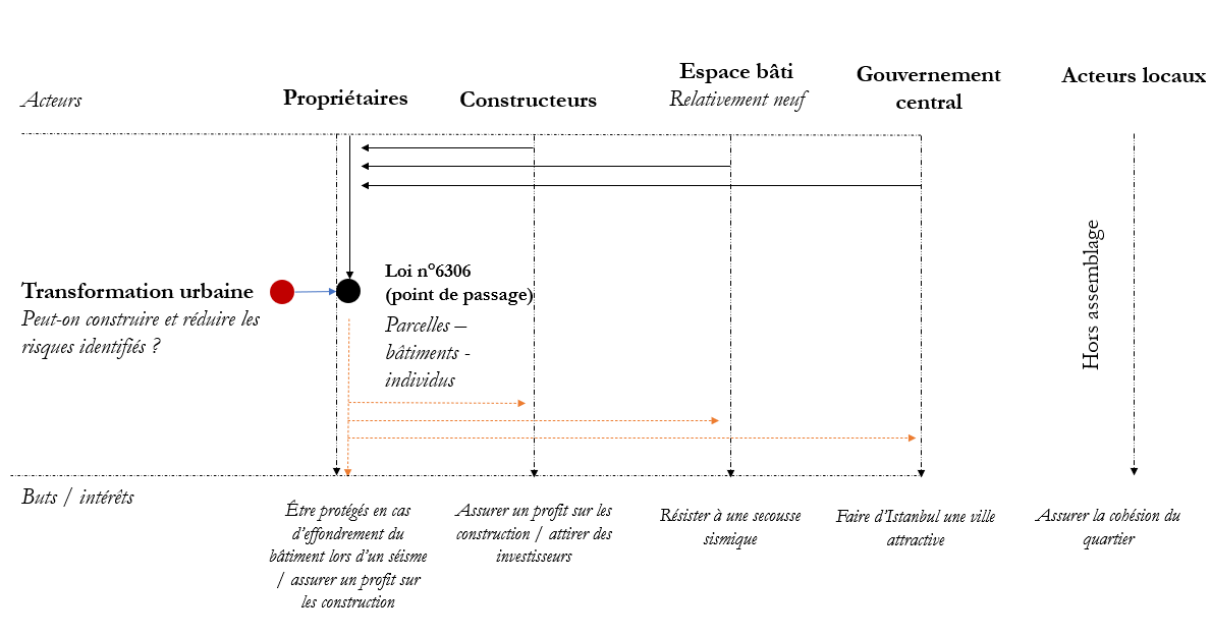 Acteurs
Propriétaires
Constructeurs
Espace bâti
Relativement neuf
Gouvernement
central
Acteurs locaux
Hors assemblage
Transformation urbaine
Peut-on construire et réduire les
risques identifiés ?
Loi n°6306
(point de passage)
Parcelles –
bâtiments -
individus
Buts / intérêts
Être protégés en cas
d'effondrement du
bâtiment lors d'un séisme
/ assurer un profit sur
les construction
Assurer un profit sur les
construction / attirer des
investisseurs
Résister à une secousse
sismique
Faire d'Istanbul une ville
attractive
Assurer la cohésion du
quartier